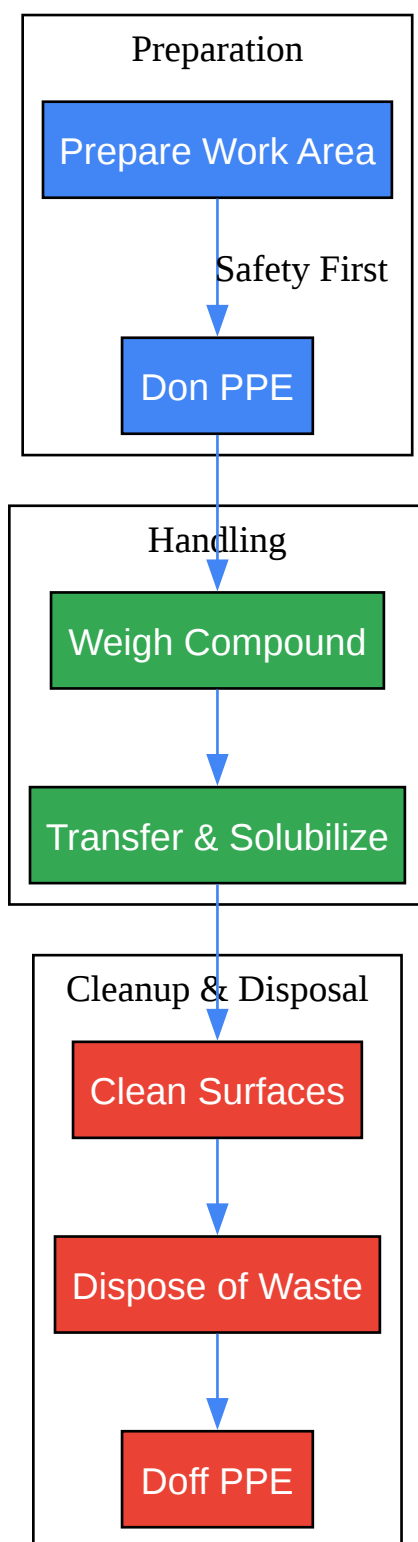 Preparation
Prepare Work Area
Safety First
Don PPE
Handling
Weigh Compound
Transfer & Solubilize
Cleanup & Disposal
Clean Surfaces
Dispose of Waste
Doff PPE